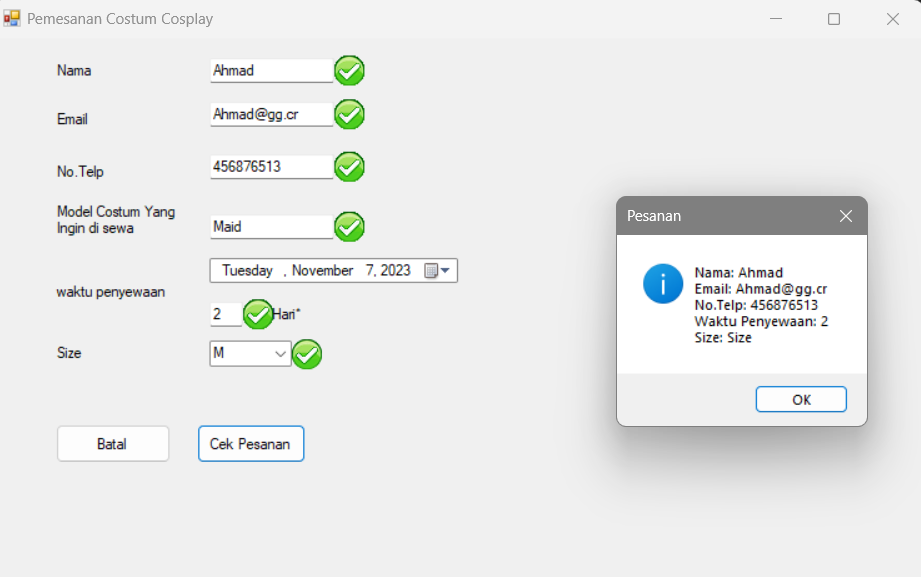 Pemesanan Costum Cosplay
Nama
Ahmad
Email
Ahmad@gg.cr
No.Telp
456876513
Model Costum Yang
Ingin di sewa
Maid
waktu penyewaan
Tuesday , November 7, 2023
2 Hari*
Size
M
Batal
Cek Pesanan
Pesanan
Nama: Ahmad
Email: Ahmad@gg.cr
No.Telp: 456876513
Waktu Penyewaan: 2
Size: Size
OK